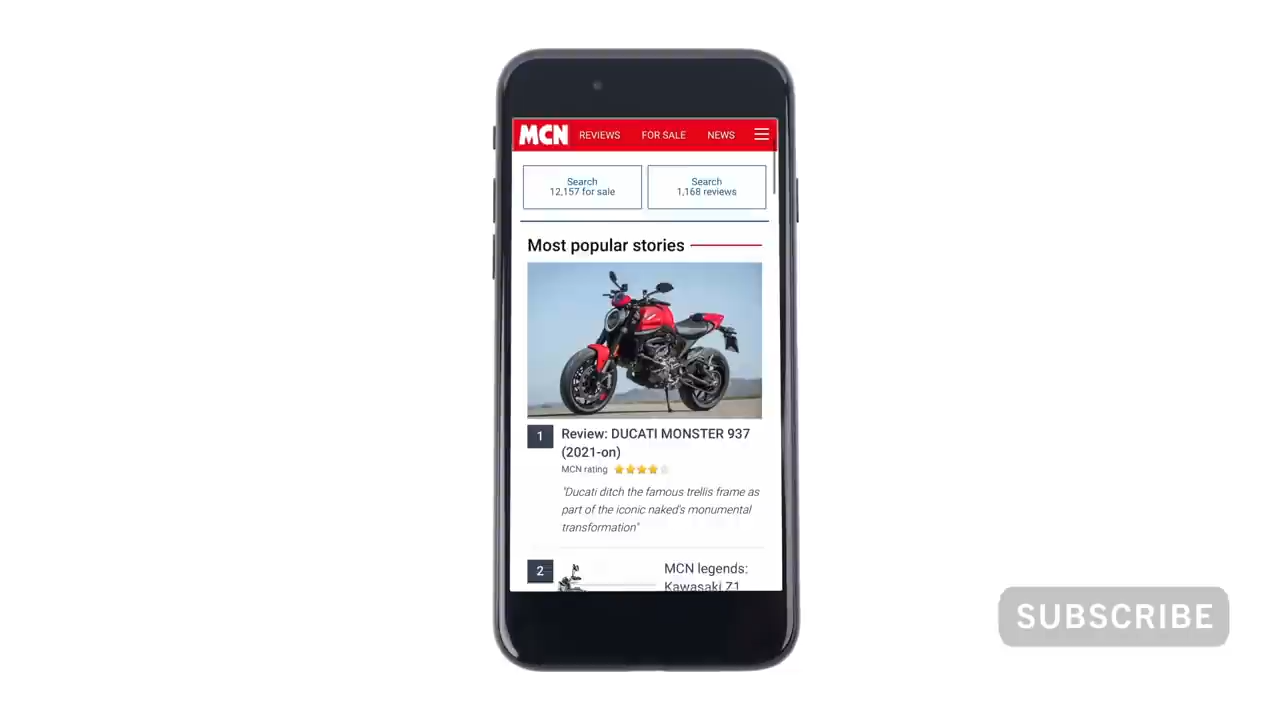 MCN REVIEWS FOR SALE NEWS
Search
12,157 for sale
Search
1,168 reviews
Most popular stories
1
Review: DUCATI MONSTER 937
(2021-on)
MCN rating
"Ducati ditch the famous trellis frame as
part of the iconic naked's monumental
transformation"
2
MCN legends:
Kawasaki Z1
SUBSCRIBE